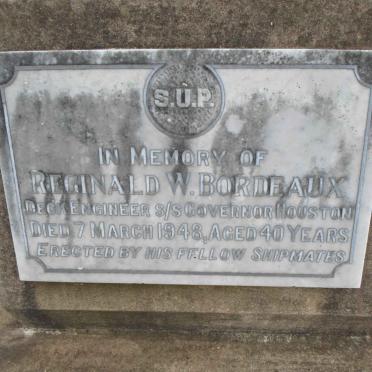 S.U.P.
IN MEMORY OF
REGINALD W. BORDEAUX
DECK ENGINEER S/S GOVERNOR HOUSTON
DIED 7 MARCH 1948, AGED 40 YEARS
ERECTED BY HIS FELLOW SHIPMATES